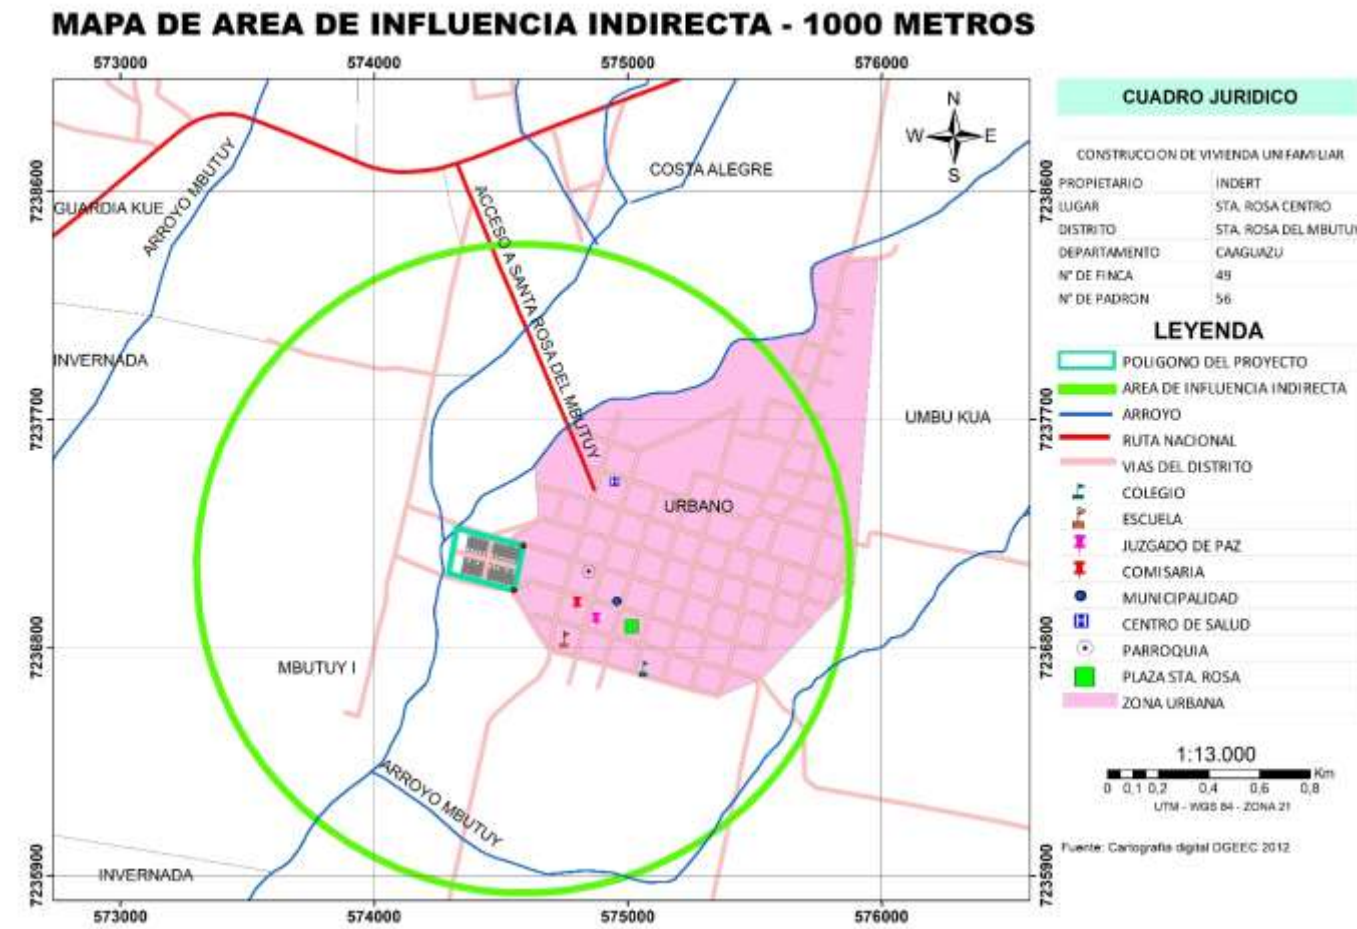 MAPA DE AREA DE INFLUENCIA INDIRECTA - 1000 METROS
573000 574000 575000 576000
7238600
7237700
7236800
7235900
GUARDIA KUE
ARROYO MBUTUY
ACCESO A SANTA ROSA DEL MBUTUY
COSTA ALEGRE
N
W E
S
INVERNADA
UMBU KUA
URBANO
H
MBUTUY I
ARROYO MBUTUY
INVERNADA
7238600
7237700
7236800
7235900
573000 574000 575000 576000
CUADRO JURIDICO
CONSTRUCCION DE VIVIENDA UNIFAMILIAR
PROPIETARIO INDERT
LUGAR STA. ROSA CENTRO
DISTRITO STA. ROSA DEL MBUTUY
DEPARTAMENTO CAAGUAZU
N° DE FINCA 49
N° DE PADRON 56
LEYENDA
POLIGONO DEL PROYECTO
AREA DE INFLUENCIA INDIRECTA
ARROYO
RUTA NACIONAL
VIAS DEL DISTRITO
COLEGIO
ESCUELA
JUZGADO DE PAZ
COMISARIA
MUNICIPALIDAD
H CENTRO DE SALUD
PARROQUIA
PLAZA STA. ROSA
ZONA URBANA
1:13.000
Km
0 0,1 0,2 0,4 0,6 0,8
UTM - WGS 84 - ZONA 21
Fuente: Cartografia digital DGEEC 2012